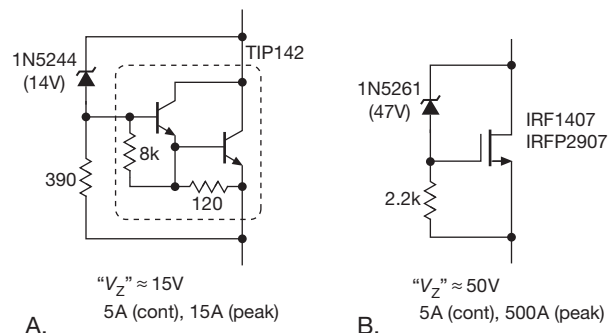 1N5244
(14V)
TIP142
8k
390
120
"VZ" ≈ 15V
5A (cont), 15A (peak)
A.
1N5261
(47V)
IRF1407
IRFP2907
2.2k
"VZ" ≈ 50V
5A (cont), 500A (peak)
B.